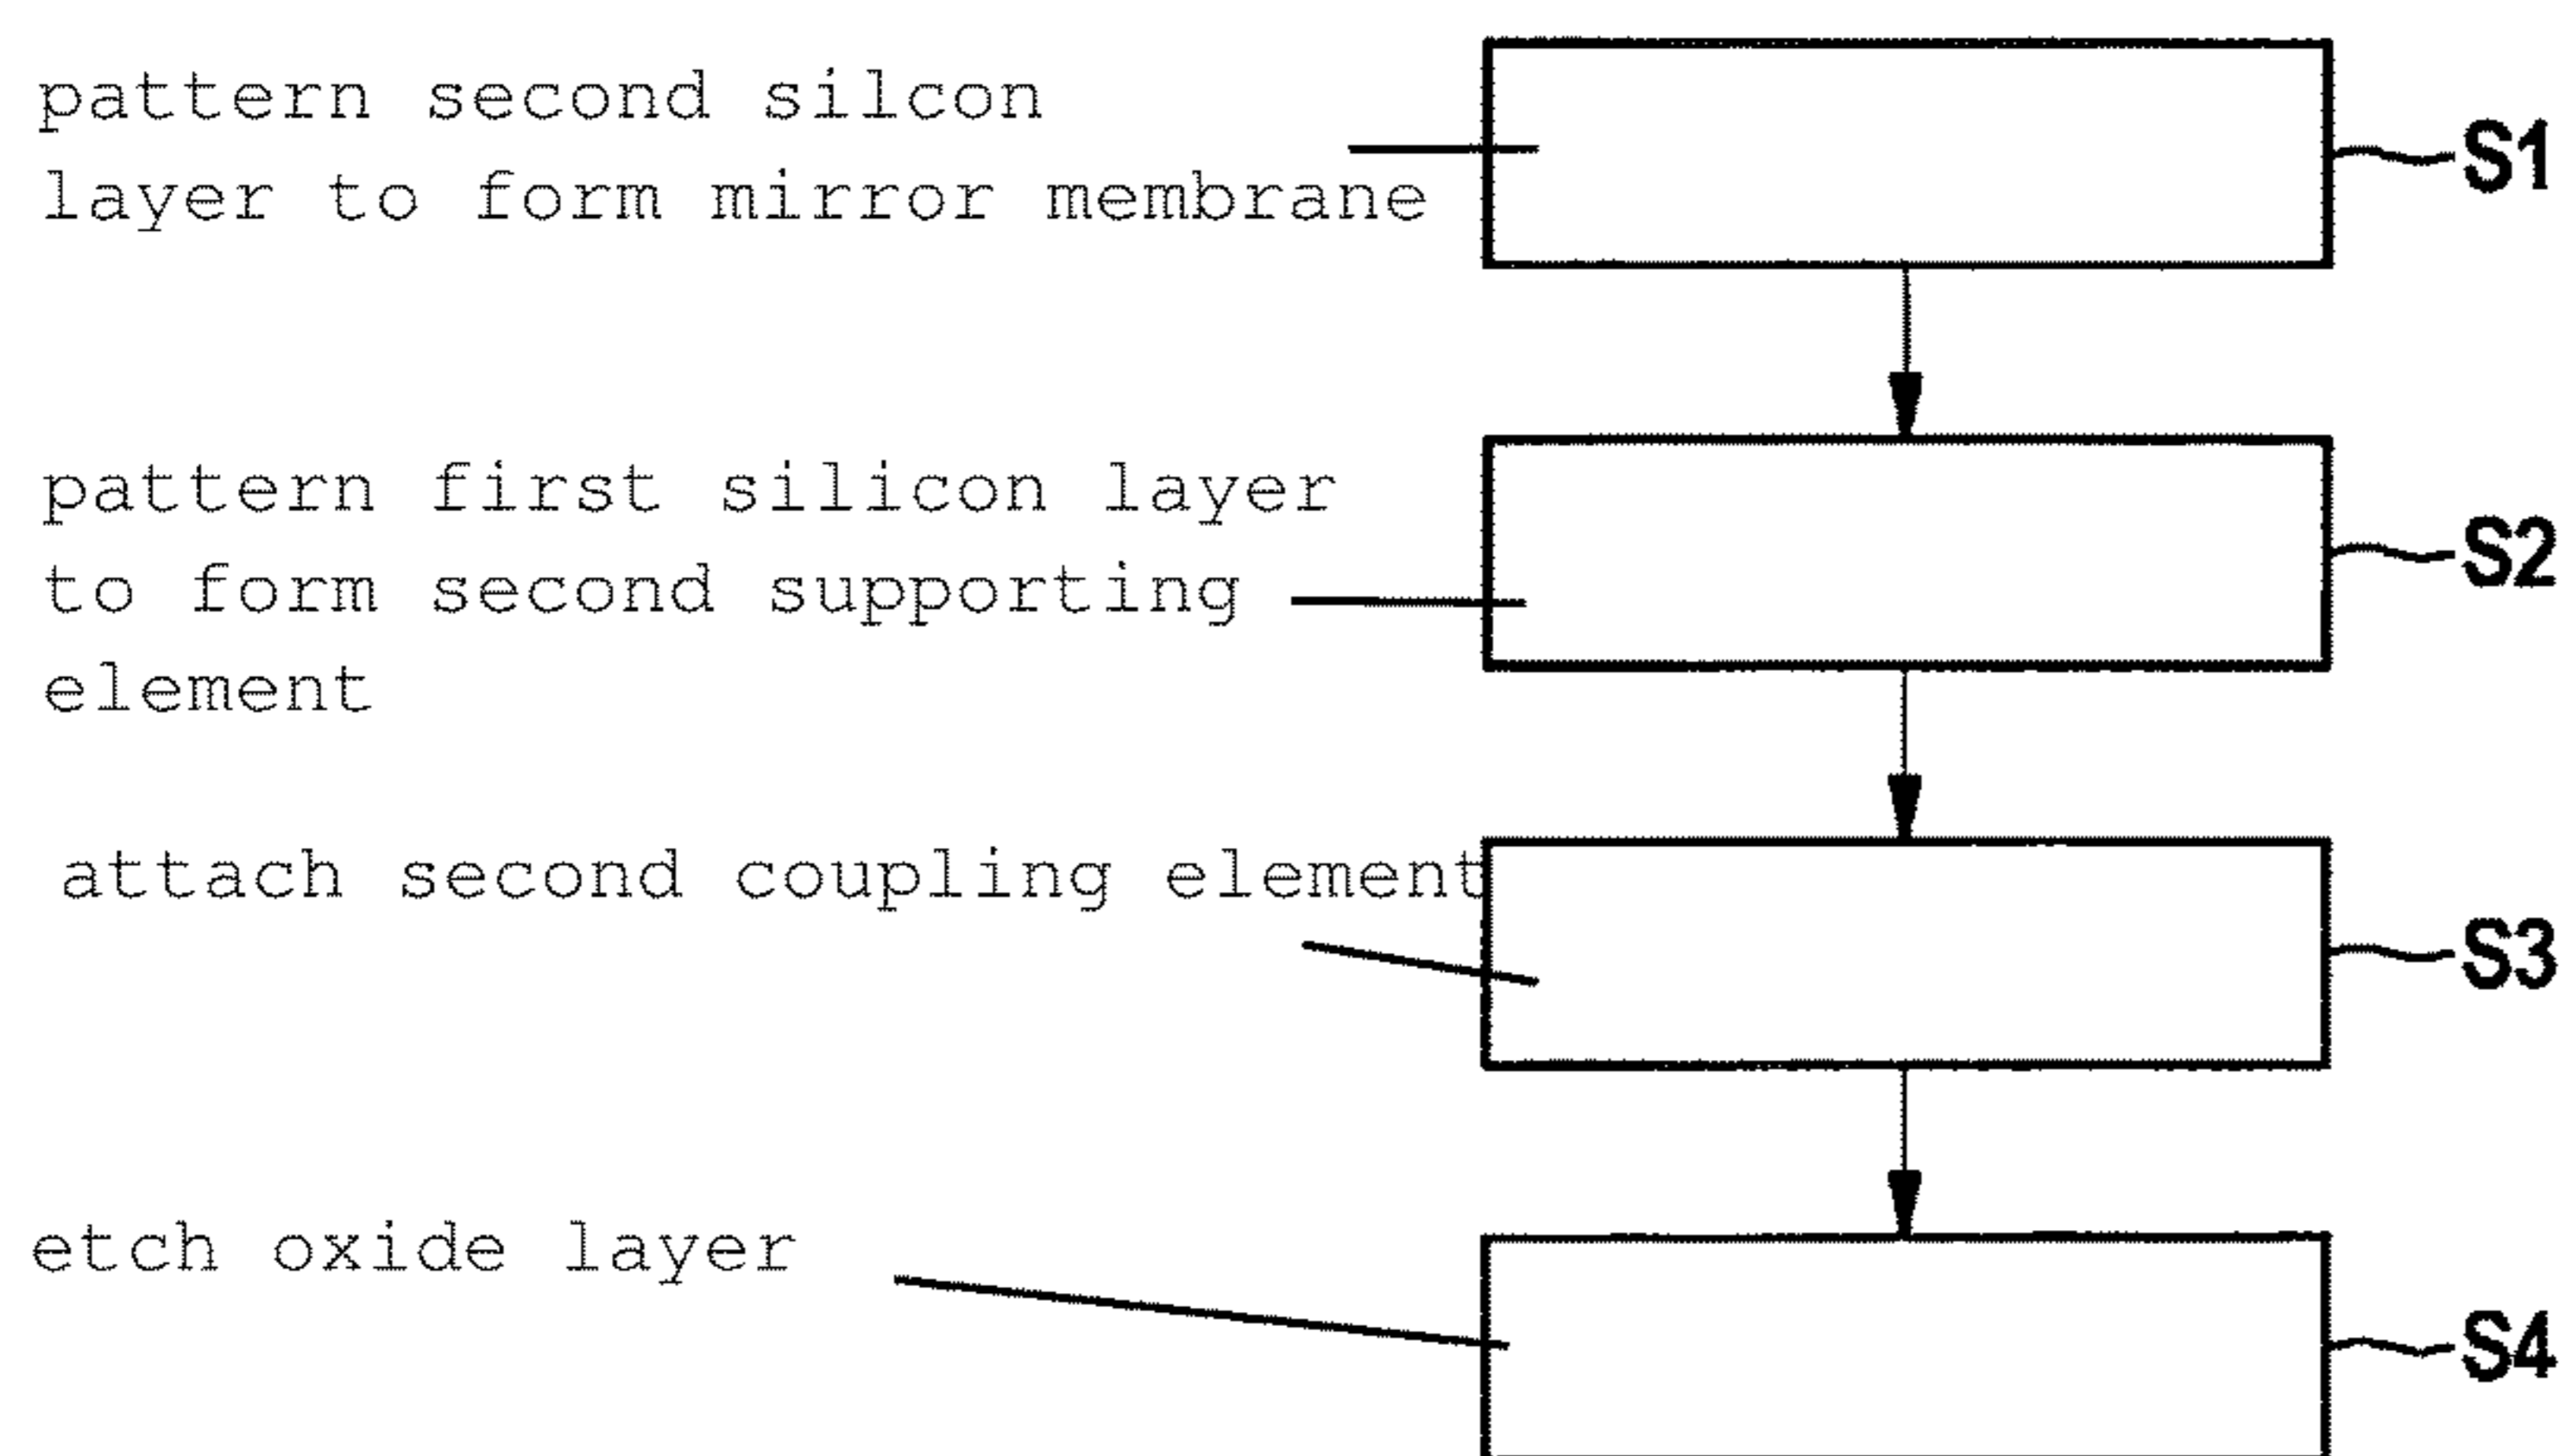 pattern second silcon
layer to form mirror membrane
S1
pattern first silicon layer
to form second supporting
element
S2
attach second coupling element
S3
etch oxide layer
S4